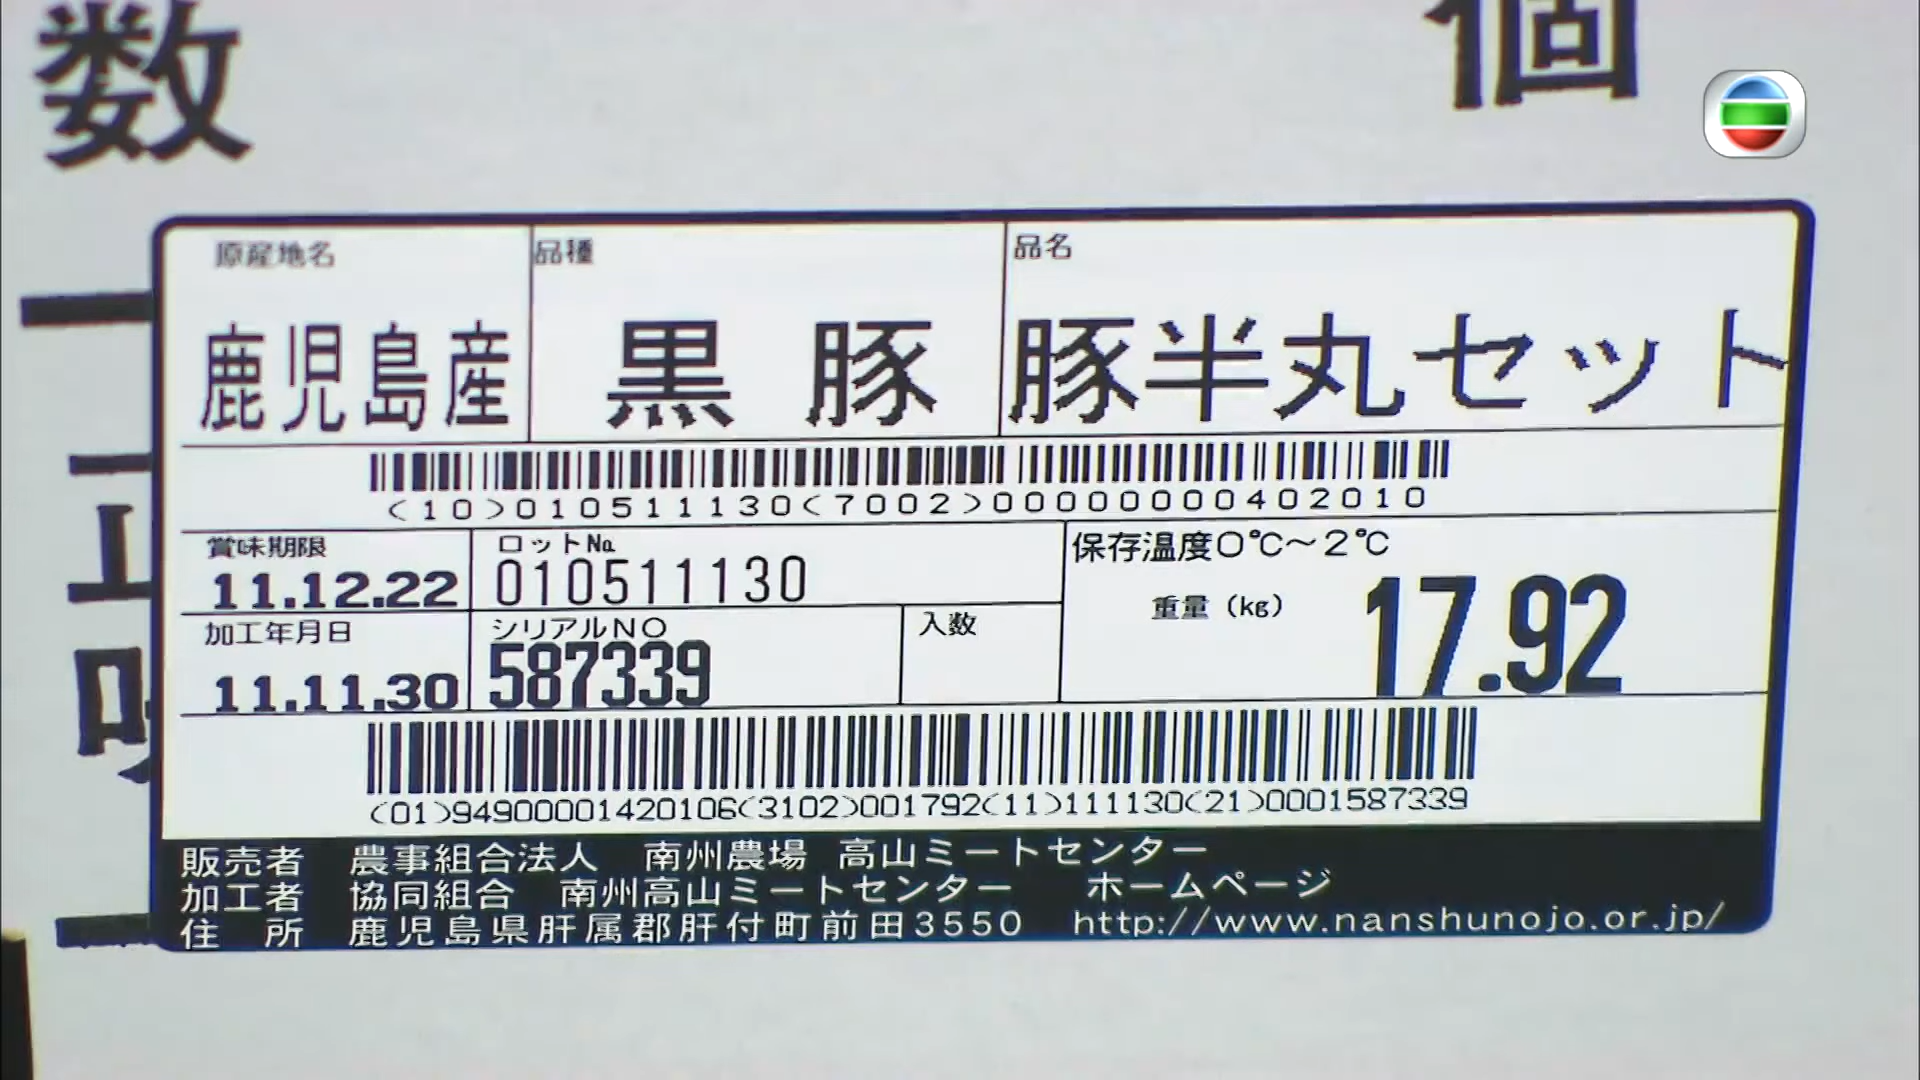 数 個
原産地名 品種 品名
鹿児島産 黒豚 豚半丸セット
(10)010511130(7002)0000000402010
賞味期限 ロットNo. 保存温度0℃～2℃
11.12.22 010511130
重量(kg) 17.92
加工年月日 シリアルNO 入数
11.11.30 587339
(01)94900001420106(3102)001792(11)111130(21)0001587339
販売者 農事組合法人 南州農場 高山ミートセンター
加工者 協同組合 南州高山ミートセンター ホームページ
住所 鹿児島県肝属郡肝付町前田3550 http://www.nanshunojo.or.jp/